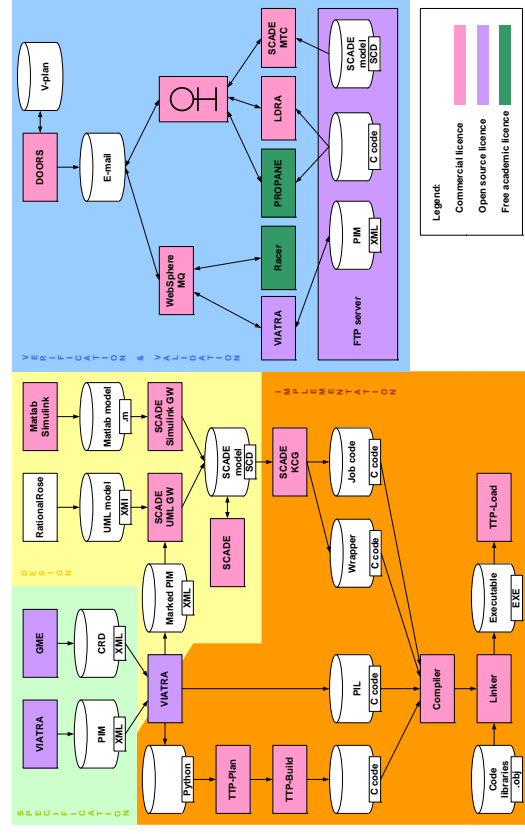 SPECIFICATION
VIATRA
GME
PIM
XML
CRD
XML
DESIGN
RationalRose
Matlab
Simulink
UML model
XMI
Matlab model
.m
Marked PIM
XML
SCADE
UML GW
SCADE
Simulink GW
SCADE
SCADE
model
SCD
VIATRA
IMPLEMENTATION
Python
TTP-Plan
TTP-Build
C code
PIL
C code
SCADE
KCG
Wrapper
C code
Job code
C code
Compiler
Code
libraries
.obj
Linker
Executable
EXE
TTP-Load
VERIFICATION & VALIDATION
DOORS
V-plan
E-mail
WebSphere
MQ
VIATRA
Racer
PROPANE
LDRA
SCADE
MTC
FTP server
PIM
XML
C code
SCADE
model
SCD
Legend:
Commercial licence
Open source licence
Free academic licence